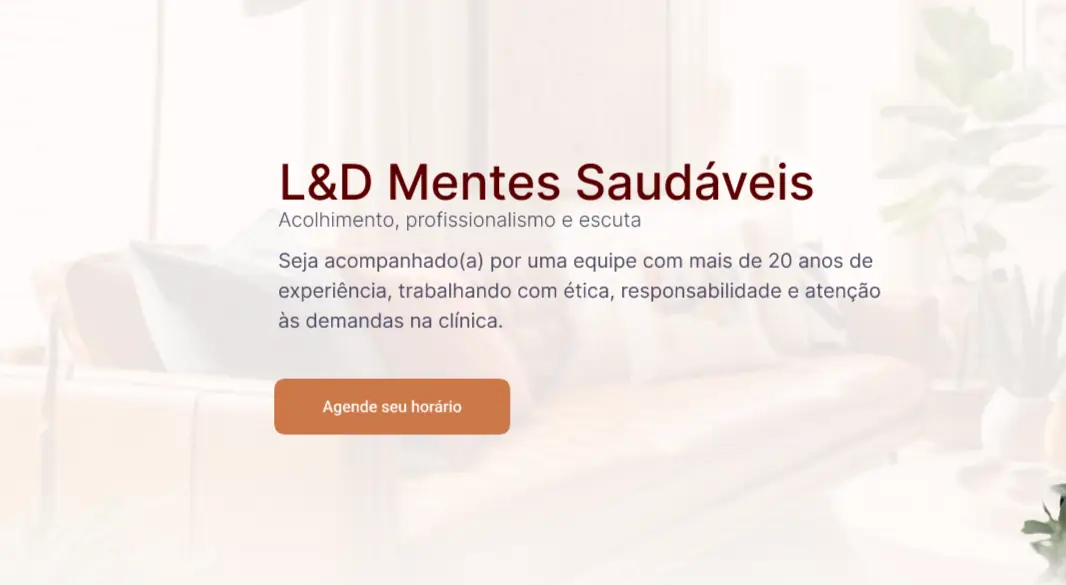 L&D Mentes Saudáveis
Acolhimento, profissionalismo e escuta
Seja acompanhado(a) por uma equipe com mais de 20 anos de
experiência, trabalhando com ética, responsabilidade e atenção
às demandas na clínica.
Agende seu horário